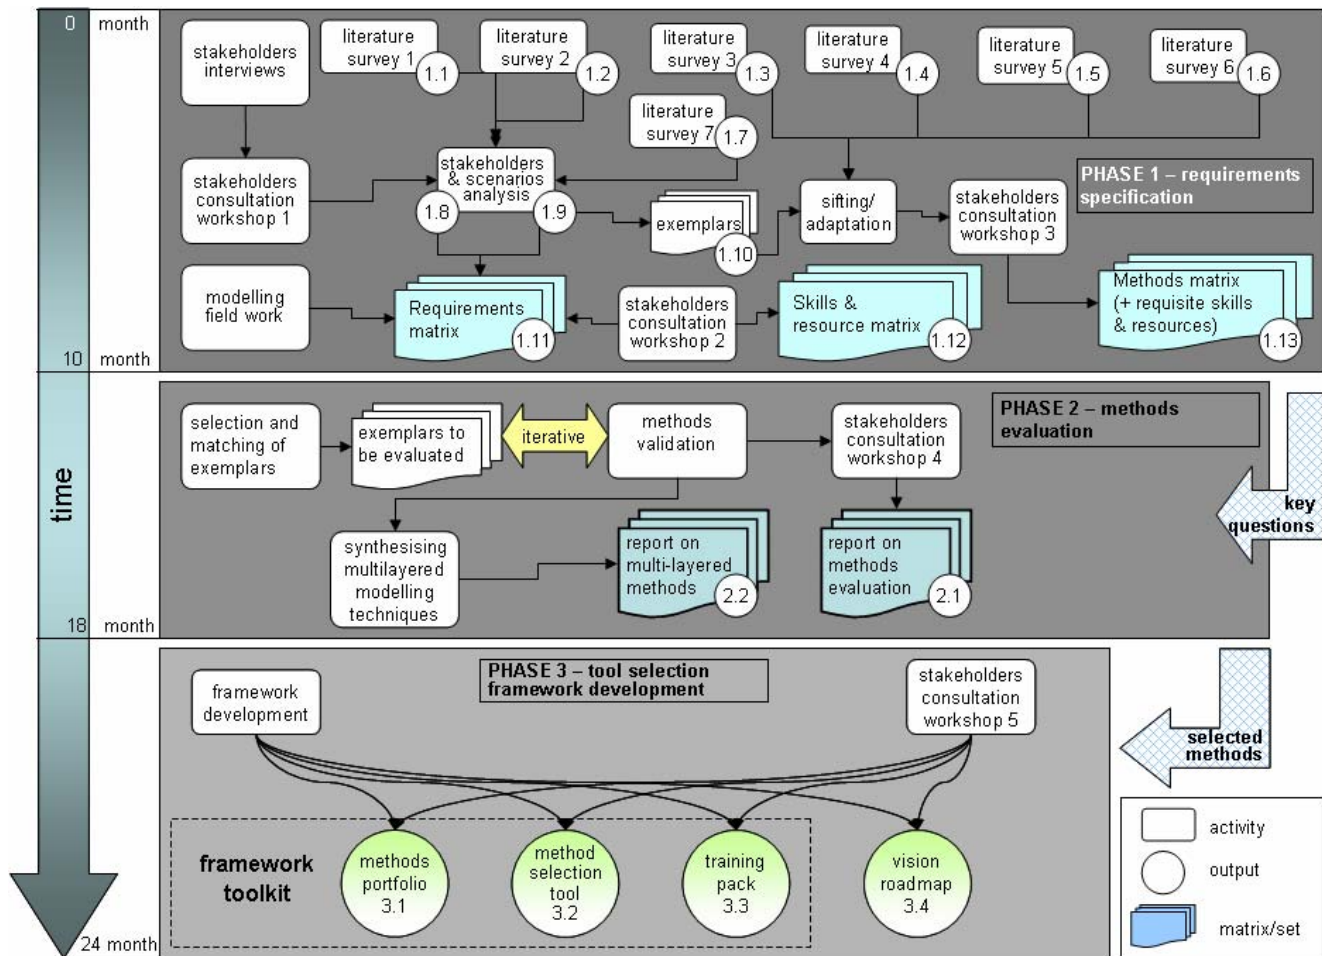 0 month
stakeholders
interviews
literature
survey 1
1.1
literature
survey 2
1.2
literature
survey 3
1.3
literature
survey 4
1.4
literature
survey 5
1.5
literature
survey 6
1.6
literature
survey 7
1.7
stakeholders
consultation
workshop 1
stakeholders
& scenarios
analysis
1.8
1.9
exemplars
1.10
sifting/
adaptation
stakeholders
consultation
workshop 3
PHASE 1 – requirements
specification
modelling
field work
Requirements
matrix
1.11
stakeholders
consultation
workshop 2
Skills &
resource matrix
1.12
Methods matrix
(+ requisite skills
& resources)
1.13
10 month
time
selection and
matching of
exemplars
exemplars to
be evaluated
iterative
methods
validation
stakeholders
consultation
workshop 4
PHASE 2 – methods
evaluation
key
questions
synthesising
multilayered
modelling
techniques
report on
multi-layered
methods
2.2
report on
methods
evaluation
2.1
18 month
framework
development
PHASE 3 – tool selection
framework development
stakeholders
consultation
workshop 5
selected
methods
framework
toolkit
methods
portfolio
3.1
method
selection
tool
3.2
training
pack
3.3
vision
roadmap
3.4
activity
output
matrix/set
24 month